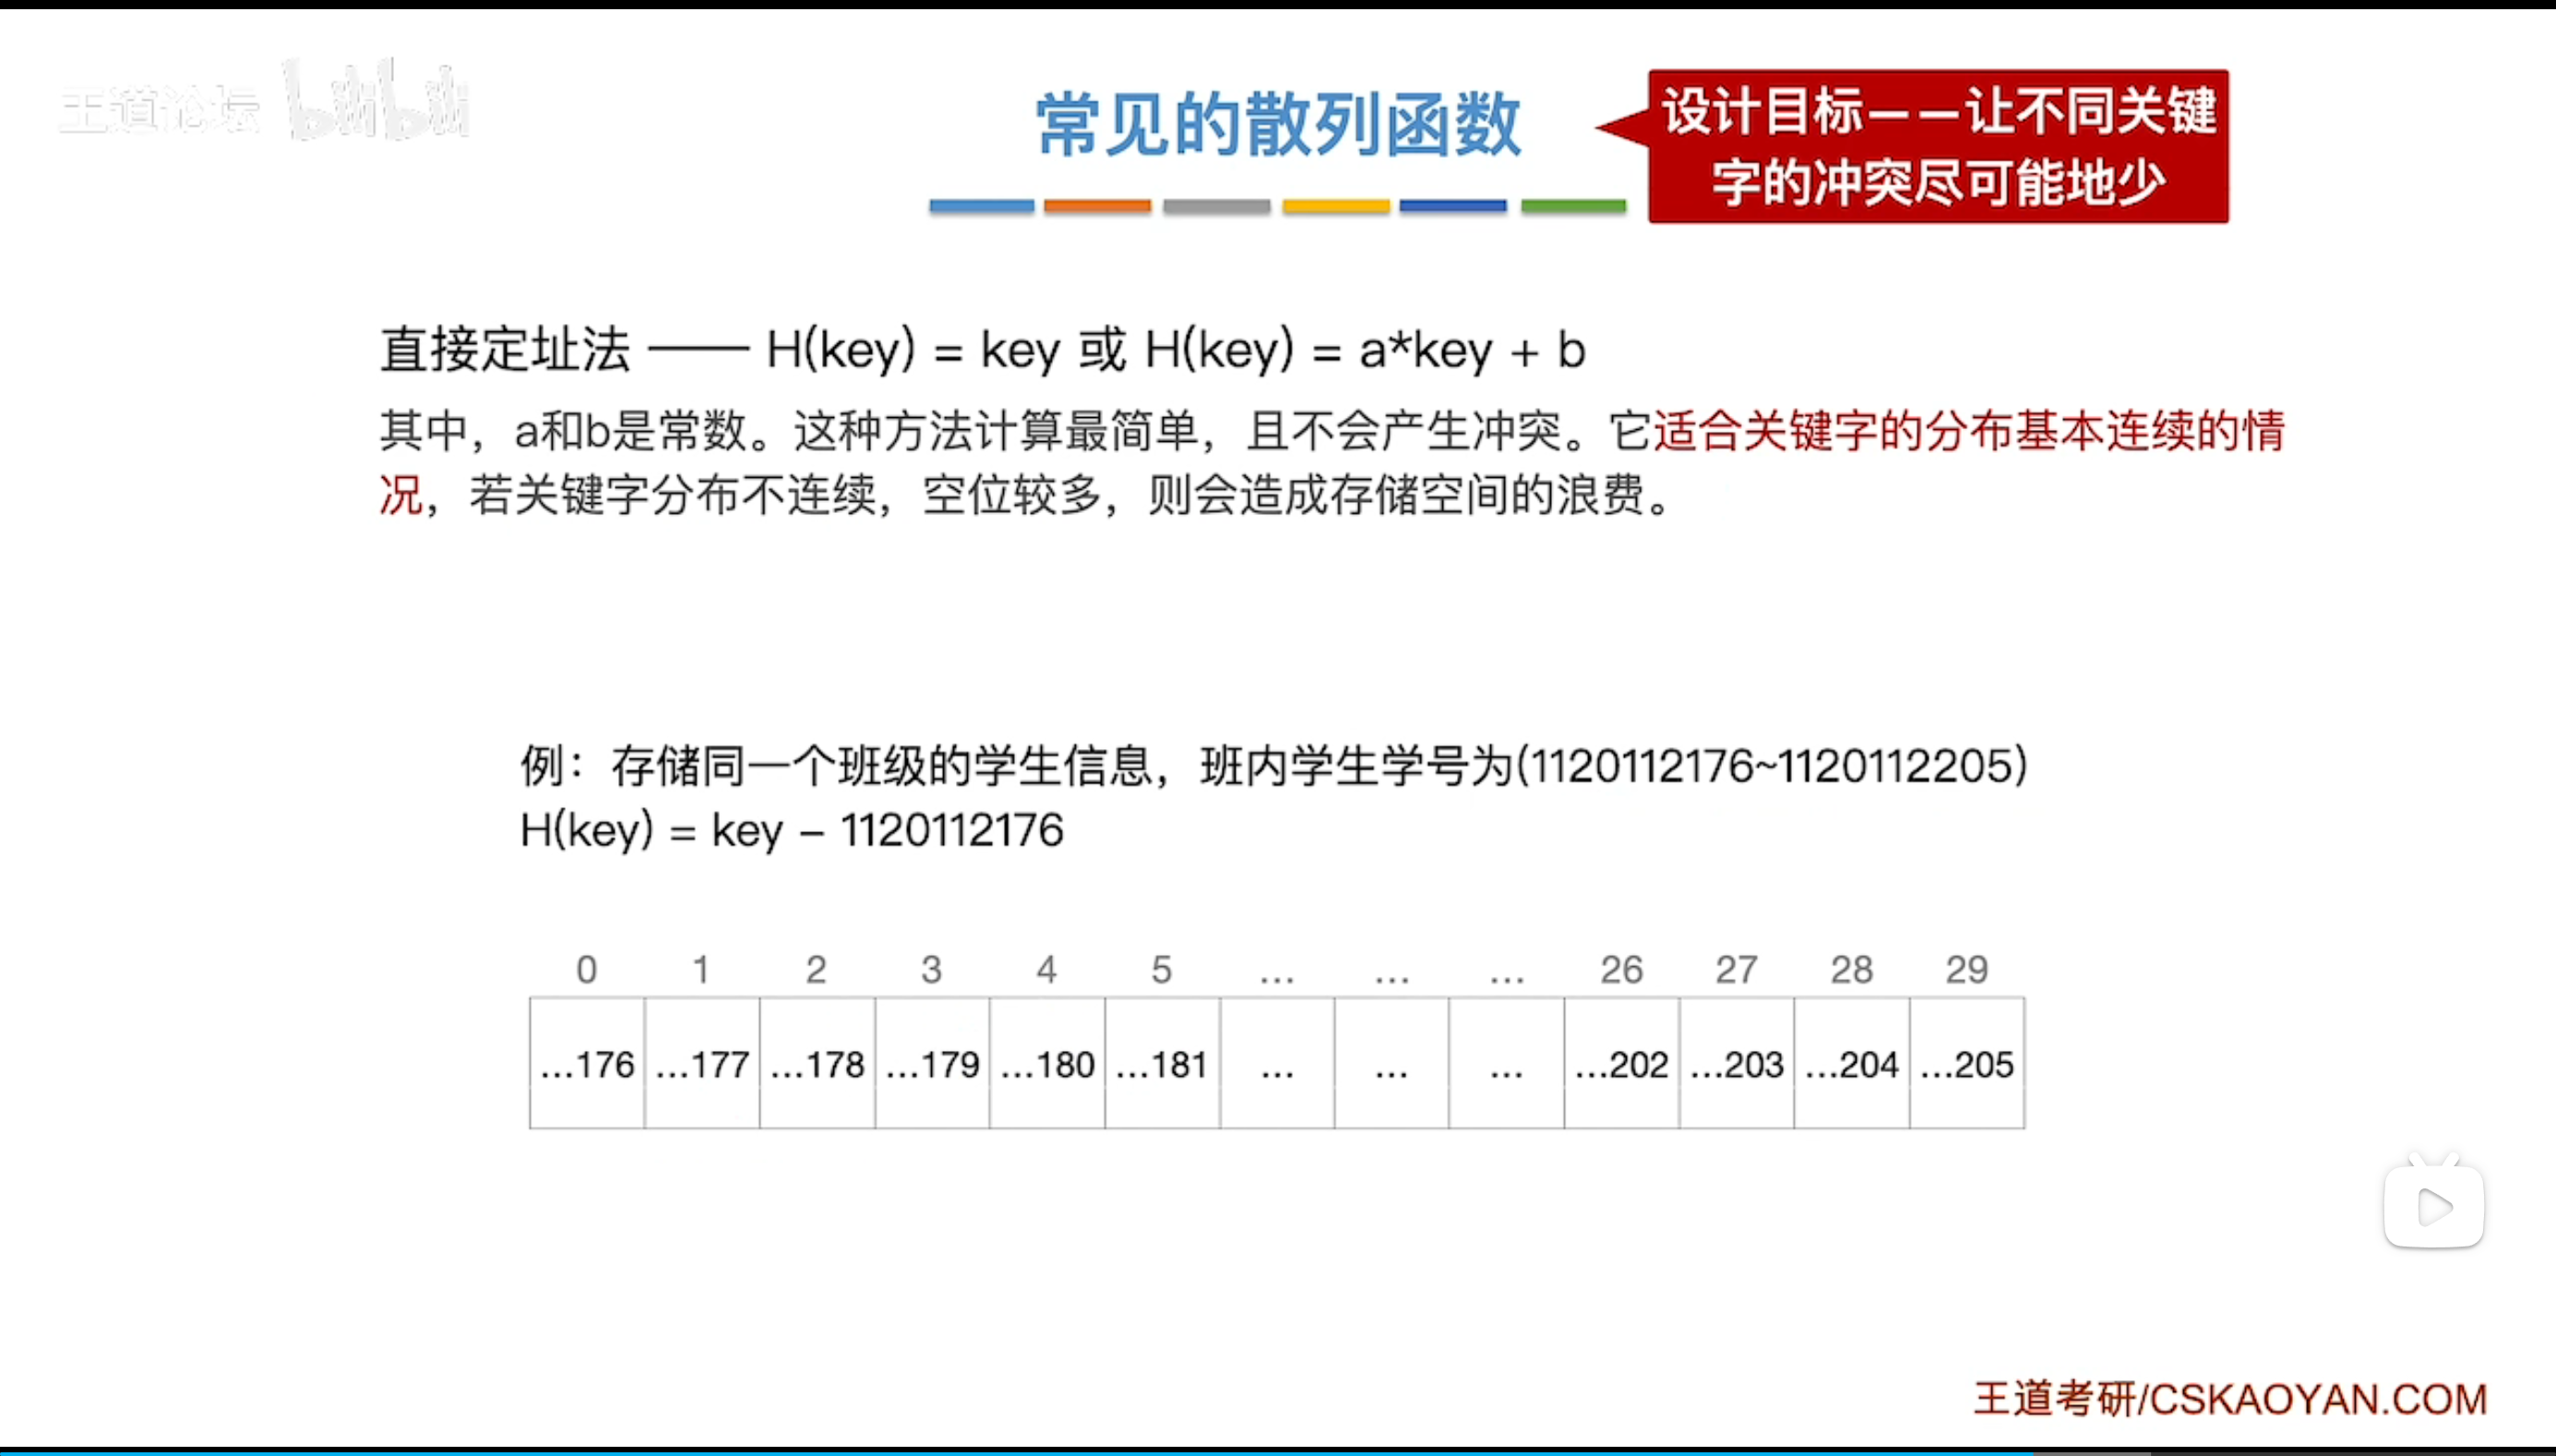 王道论坛 bilibili
常见的散列函数
设计目标——让不同关键
字的冲突尽可能地少
直接定址法 —— H(key) = key 或 H(key) = a*key + b
其中，a和b是常数。这种方法计算最简单，且不会产生冲突。它适合关键字的分布基本连续的情
况，若关键字分布不连续，空位较多，则会造成存储空间的浪费。
例：存储同一个班级的学生信息，班内学生学号为(1120112176~1120112205)
H(key) = key – 1120112176
0 1 2 3 4 5 ... ... ... 26 27 28 29
...176 ...177 ...178 ...179 ...180 ...181 ... ... ... ...202 ...203 ...204 ...205
王道考研/CSKAOYAN.COM